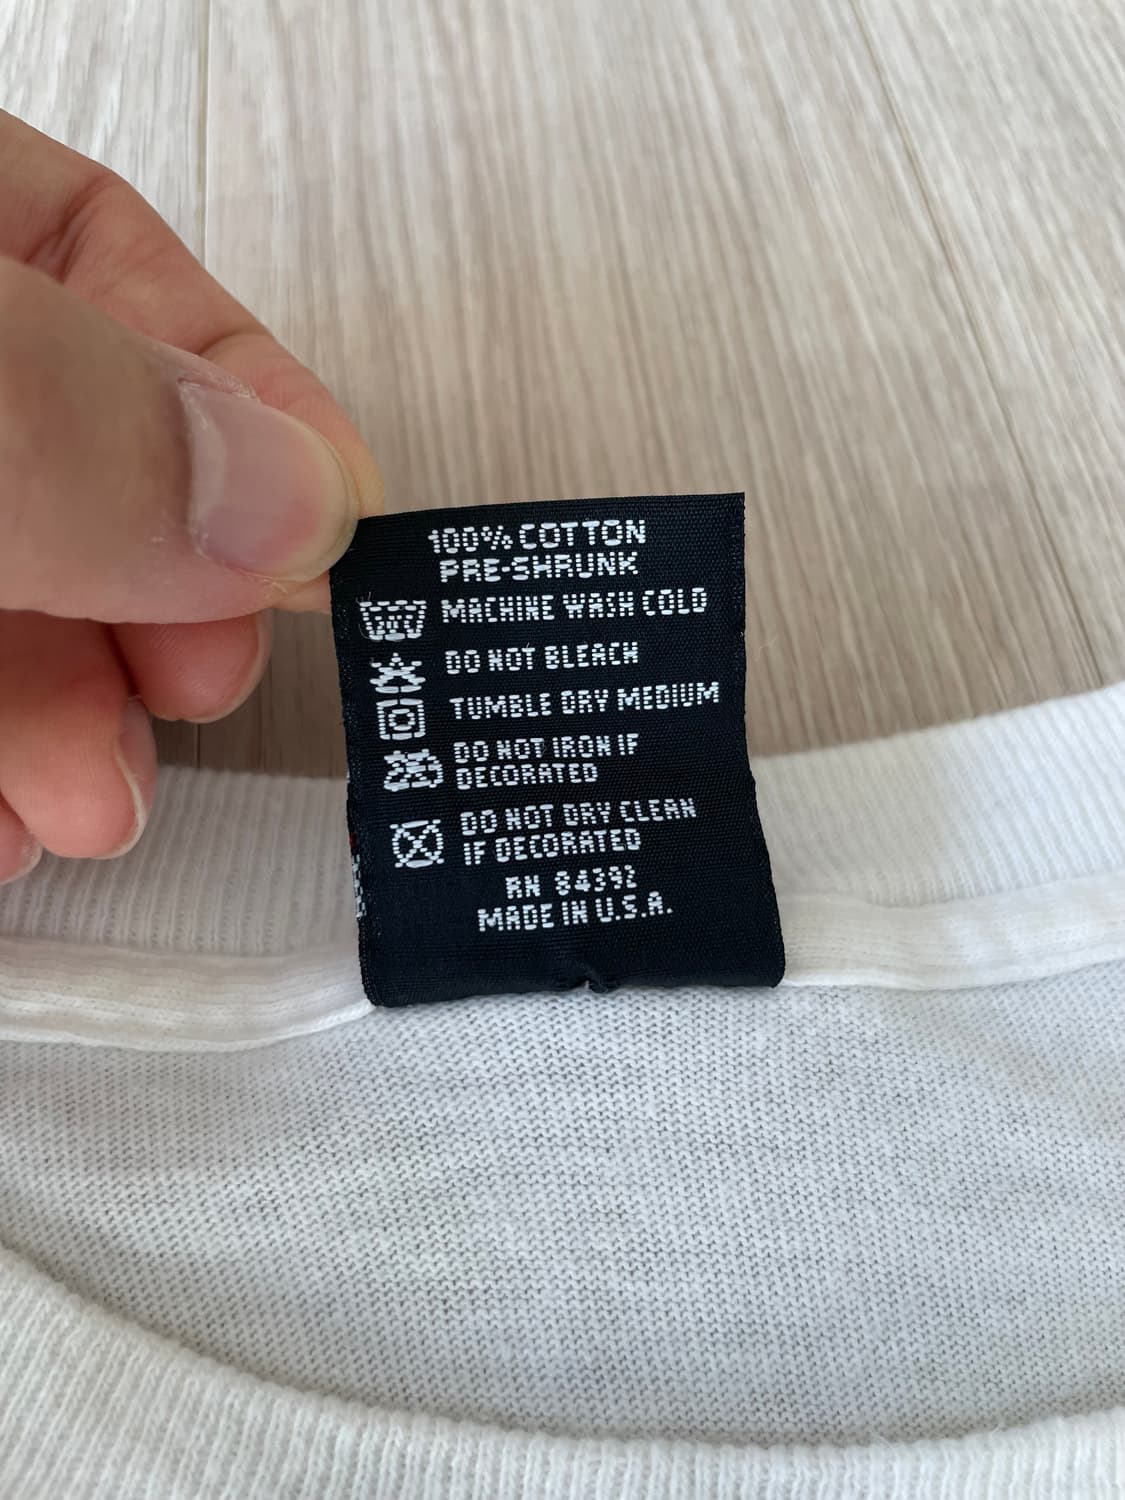 100% COTTON
PRE-SHRUNK
MACHINE WASH COLD
DO NOT BLEACH
TUMBLE DRY MEDIUM
DO NOT IRON IF
DECORATED
DO NOT DRY CLEAN
IF DECORATED
RN 84392
MADE IN U.S.A.